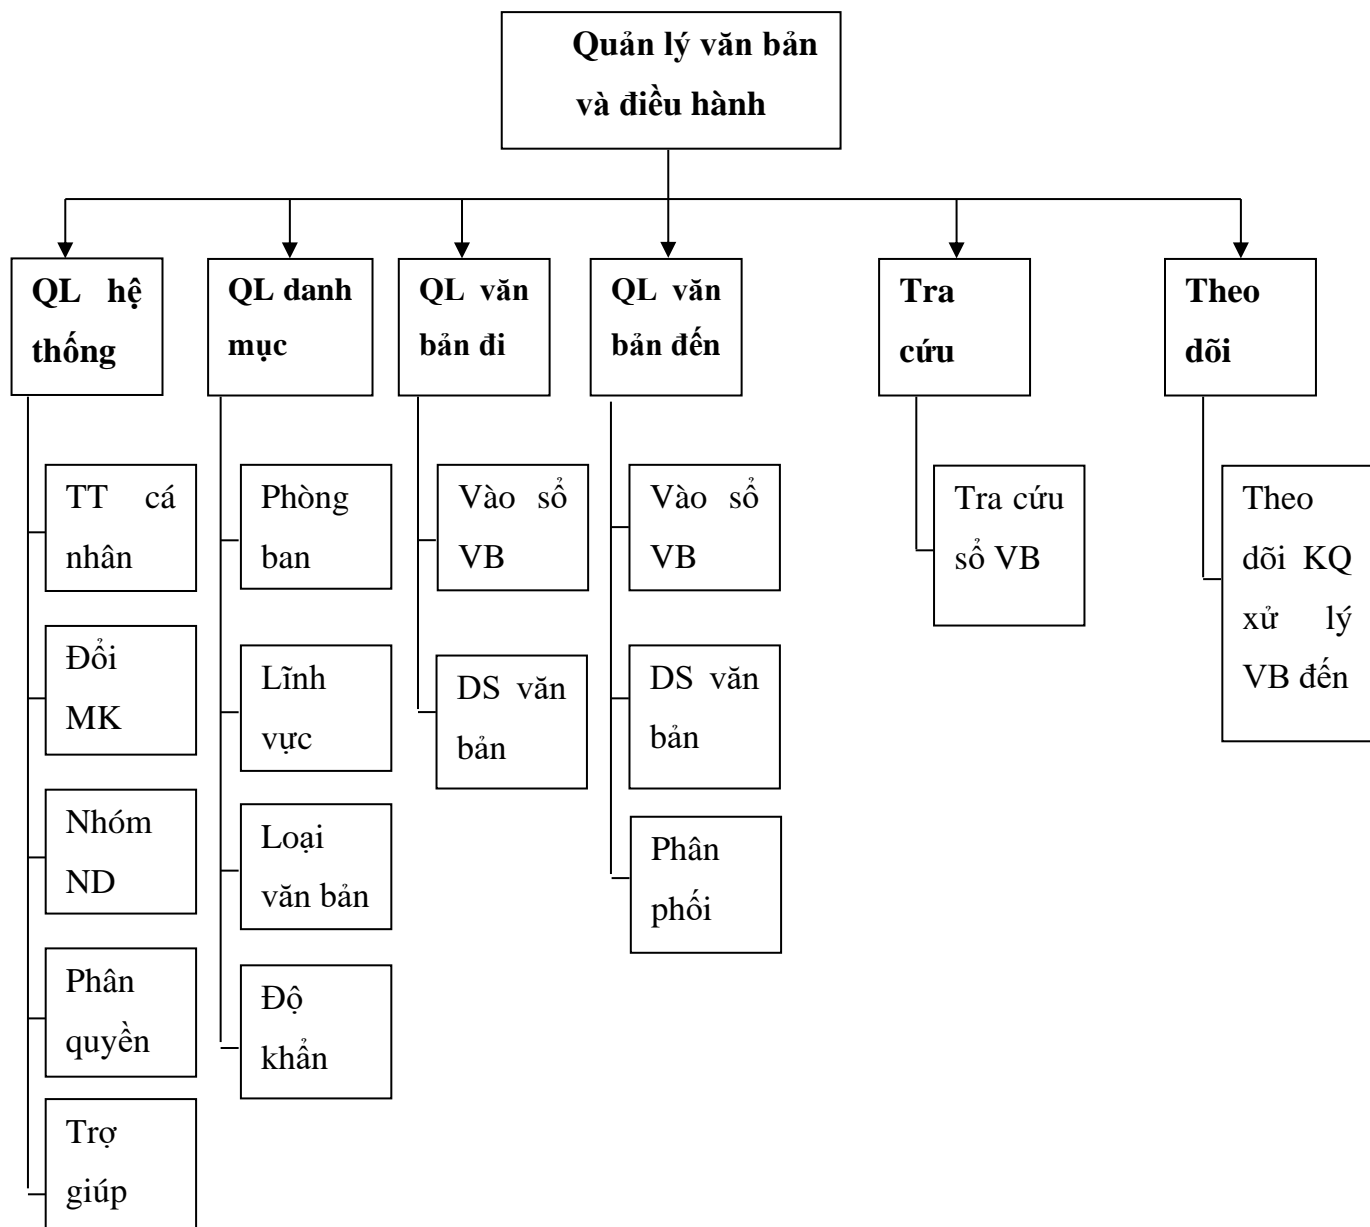 Quản lý văn bản
và điều hành
QL hệ
thống
QL danh
mục
QL văn
bản đi
QL văn
bản đến
Tra
cứu
Theo
dõi
TT cá
nhân
Đổi
MK
Nhóm
ND
Phân
quyền
Trợ
giúp
Phòng
ban
Lĩnh
vực
Loại
văn bản
Độ
khẩn
Vào sổ
VB
DS văn
bản
Vào sổ
VB
DS văn
bản
Phân
phối
Tra cứu
sổ VB
Theo
dõi KQ
xử lý
VB đến